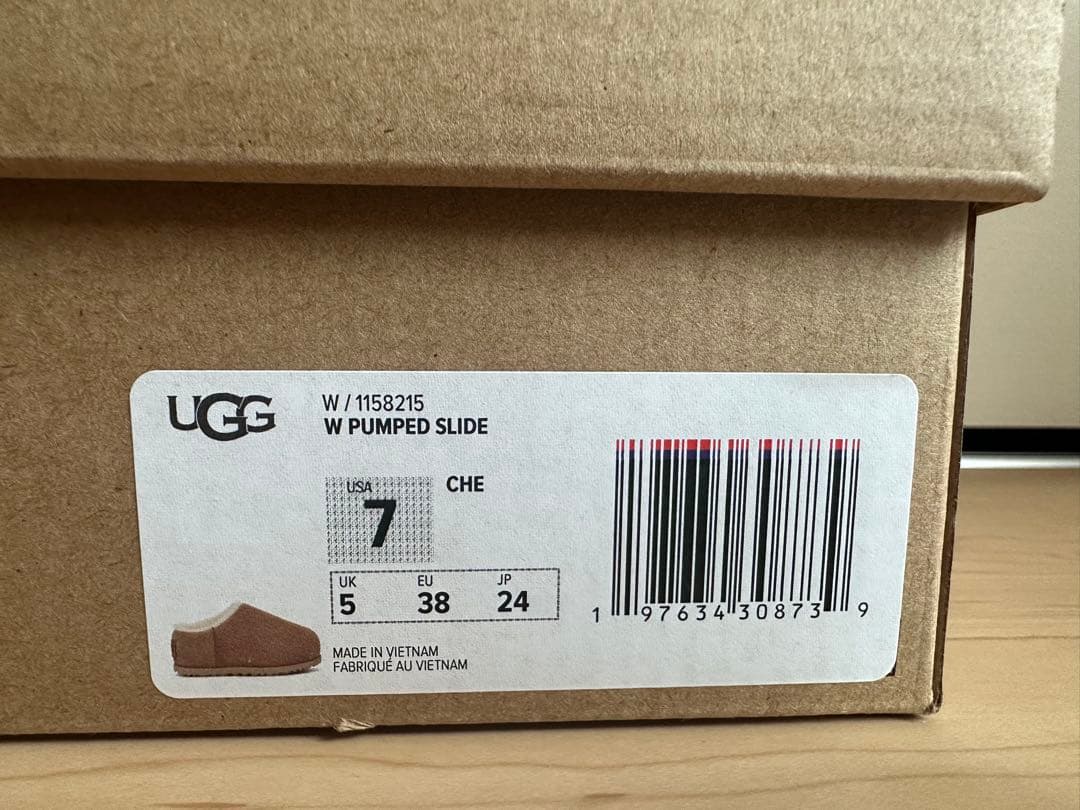 UGG
W / 1158215
W PUMPED SLIDE
USA
7
CHE
UK EU JP
5 38 24
MADE IN VIETNAM
FABRIQUÉ AU VIETNAM
1 97634 30873 9